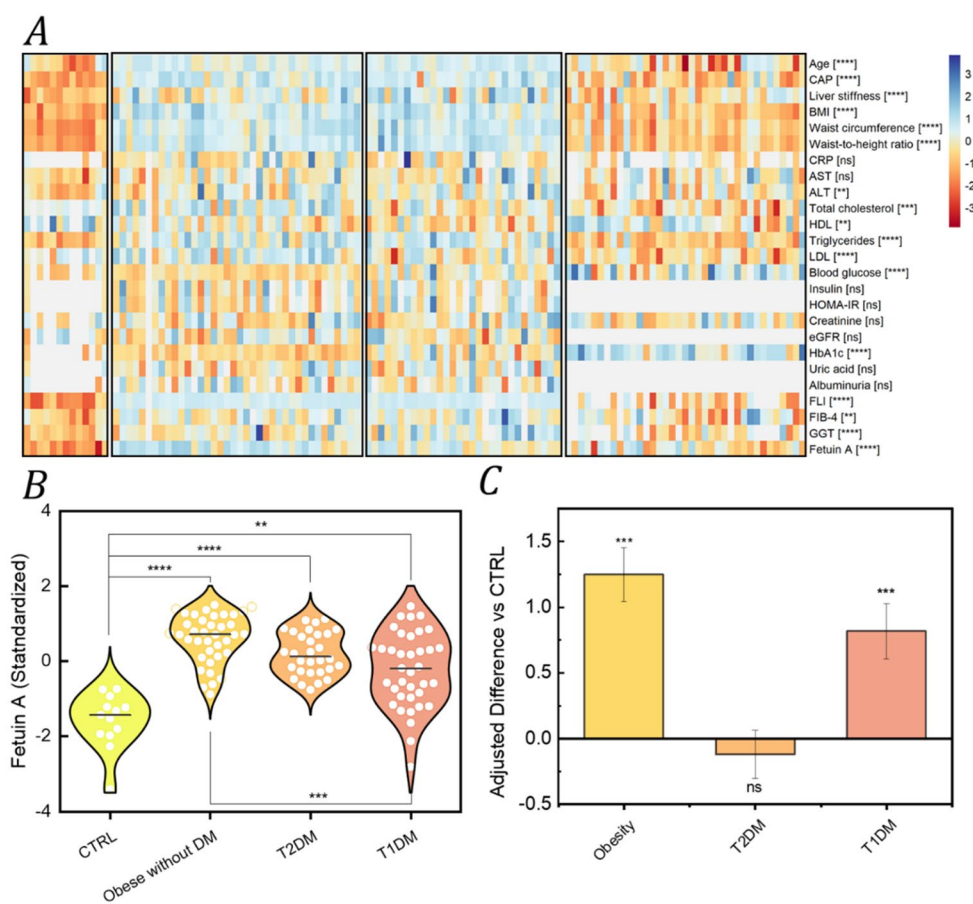 A
Age [****]
CAP [****]
Liver stiffness [****]
BMI [****]
Waist circumference [****]
Waist-to-height ratio [****]
CRP [ns]
AST [ns]
ALT [**]
Total cholesterol [***]
HDL [**]
Triglycerides [****]
LDL [****]
Blood glucose [****]
Insulin [ns]
HOMA-IR [ns]
Creatinine [ns]
eGFR [ns]
HbA1c [****]
Uric acid [ns]
Albuminuria [ns]
FLI [****]
FIB-4 [**]
GGT [****]
Fetuin A [****]
3
2
1
0
-1
-2
-3
B
Fetuin A (Statndardized)
4
2
0
-2
-4
**
****
****
***
CTRL
Obese without DM
T2DM
T1DM
C
Adjusted Difference vs CTRL
1.5
1.0
0.5
0.0
-0.5
***
ns
***
Obesity
T2DM
T1DM